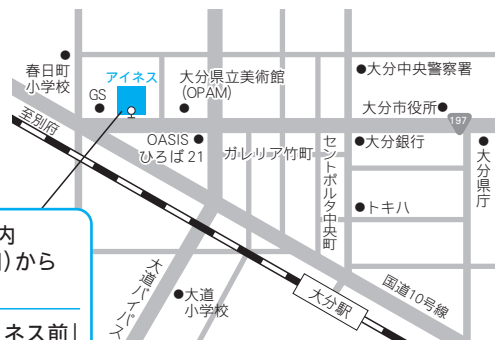 春日町
小学校
アイネス
GS
大分県立美術館
(OPAM)
大分中央警察署
大分市役所
197
至別府
OASIS
ひろば21
ガレリア竹町
セントポルタ中央町
大分銀行
大分県庁
トキハ
内
から
ネス前
大道バイパス
大道
小学校
大分駅
国道10号線